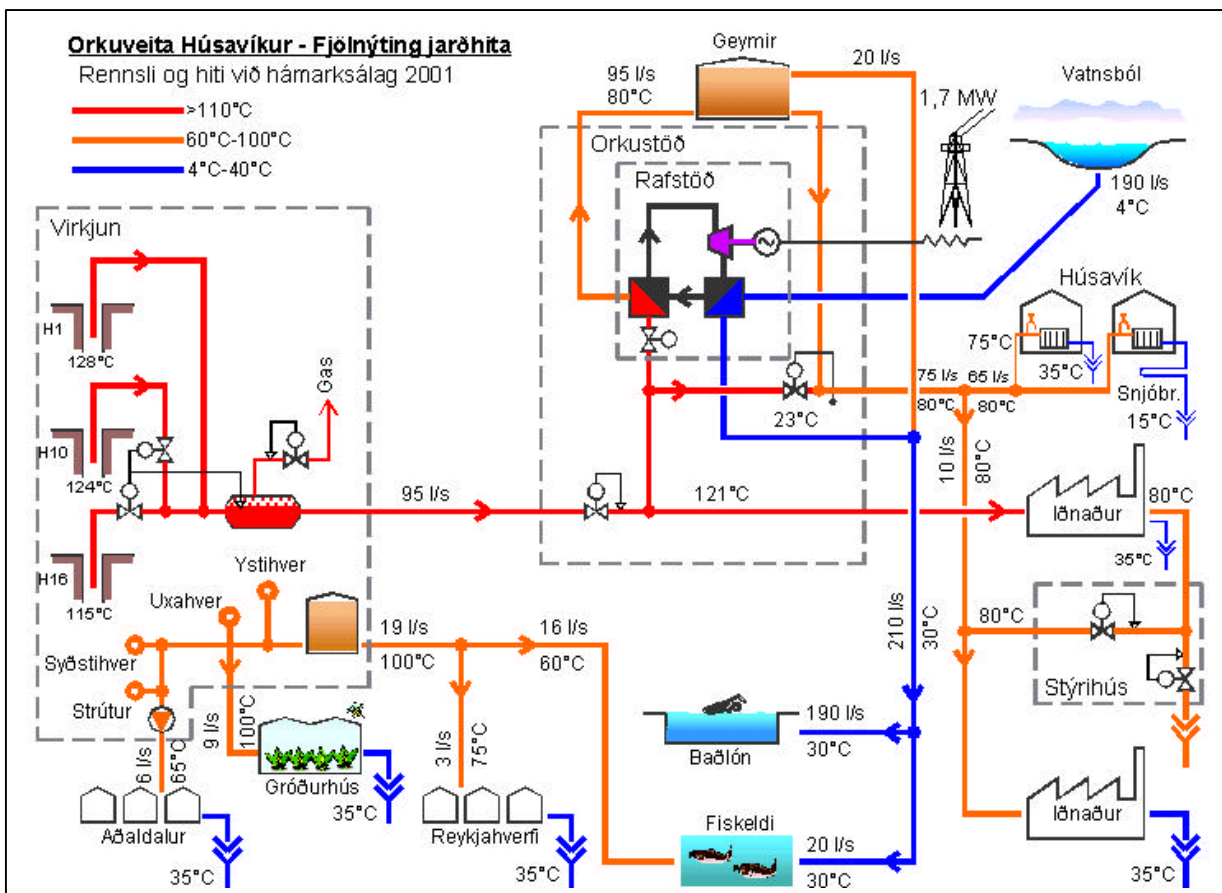 Orkuveita Húsavíkur - Fjölnýting jarðhita
Rennsli og hiti við hámarksálag 2001
>110°C
60°C-100°C
4°C-40°C
Geymir
95 l/s
80°C
20 l/s
1,7 MW
Vatnsból
190 l/s
4°C
Orkustöð
Rafstöð
Virkjun
H1
128°C
H10
124°C
H16
115°C
Gas
95 l/s
121°C
23°C
75 l/s
80°C
65 l/s
80°C
10 l/s
80°C
Húsavík
75°C
35°C
Snjóbr.
15°C
Iðnaður
80°C
35°C
80°C
Stýrihús
210 l/s
30°C
Ystihver
Uxahver
Syðstihver
Strútur
19 l/s
100°C
16 l/s
60°C
9 l/s
100°C
6 l/s
65°C
3 l/s
75°C
Gróðurhús
35°C
Aðaldalur
35°C
Reykjahverfi
35°C
Baðlón
190 l/s
30°C
Fiskeldi
20 l/s
30°C
Iðnaður
35°C